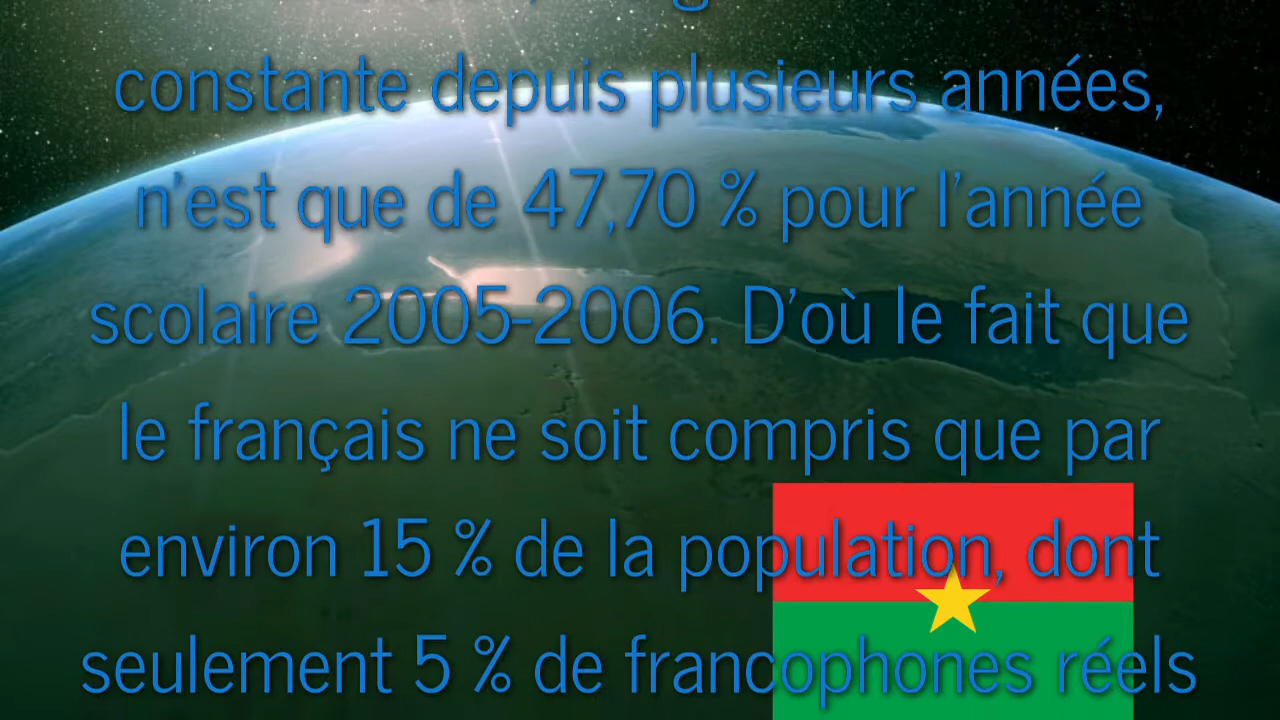 constante depuis plusieurs années,
n’est que de 47,70 % pour l’année
scolaire 2005-2006. D’où le fait que
le français ne soit compris que par
environ 15 % de la population, dont
seulement 5 % de francophones réels